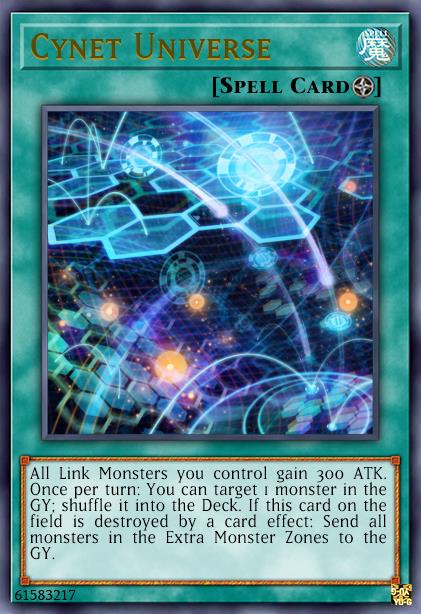 Cynet Universe
[Spell Card]
All Link Monsters you control gain 300 ATK.
Once per turn: You can target 1 monster in the
GY; shuffle it into the Deck. If this card on the
field is destroyed by a card effect: Send all
monsters in the Extra Monster Zones to the
GY.
61583217